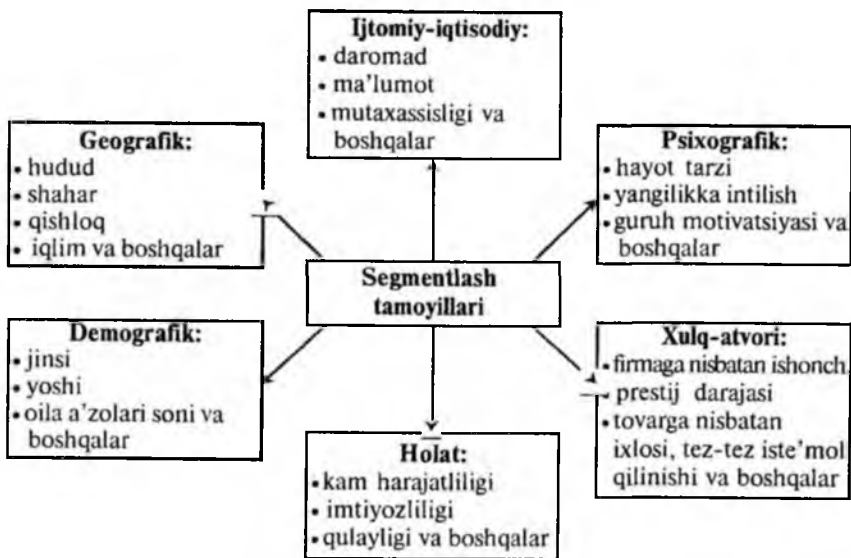 Ijtomiy-iqtisodiy:
• daromad
• ma’lumot
• mutaxassisligi va
boshqalar
Geografik:
• hudud
• shahar
• qishloq
• iqlim va boshqalar
Psixografik:
• hayot tarzi
• yangilikka intilish
• guruh motivatsiyasi va
boshqalar
Segmentlash
tamoyillari
Demografik:
• jinsi
• yoshi
• oila a’zolari soni va
boshqalar
Xulq-atvori:
• firmaga nisbatan ishonch
• prestij darajasi
• tovarga nisbatan
ixlosi, tez-tez iste’mol
qilinishi va boshqalar
Holat:
• kam harajatliligi
• imtiyozliligi
• qulayligi va boshqalar